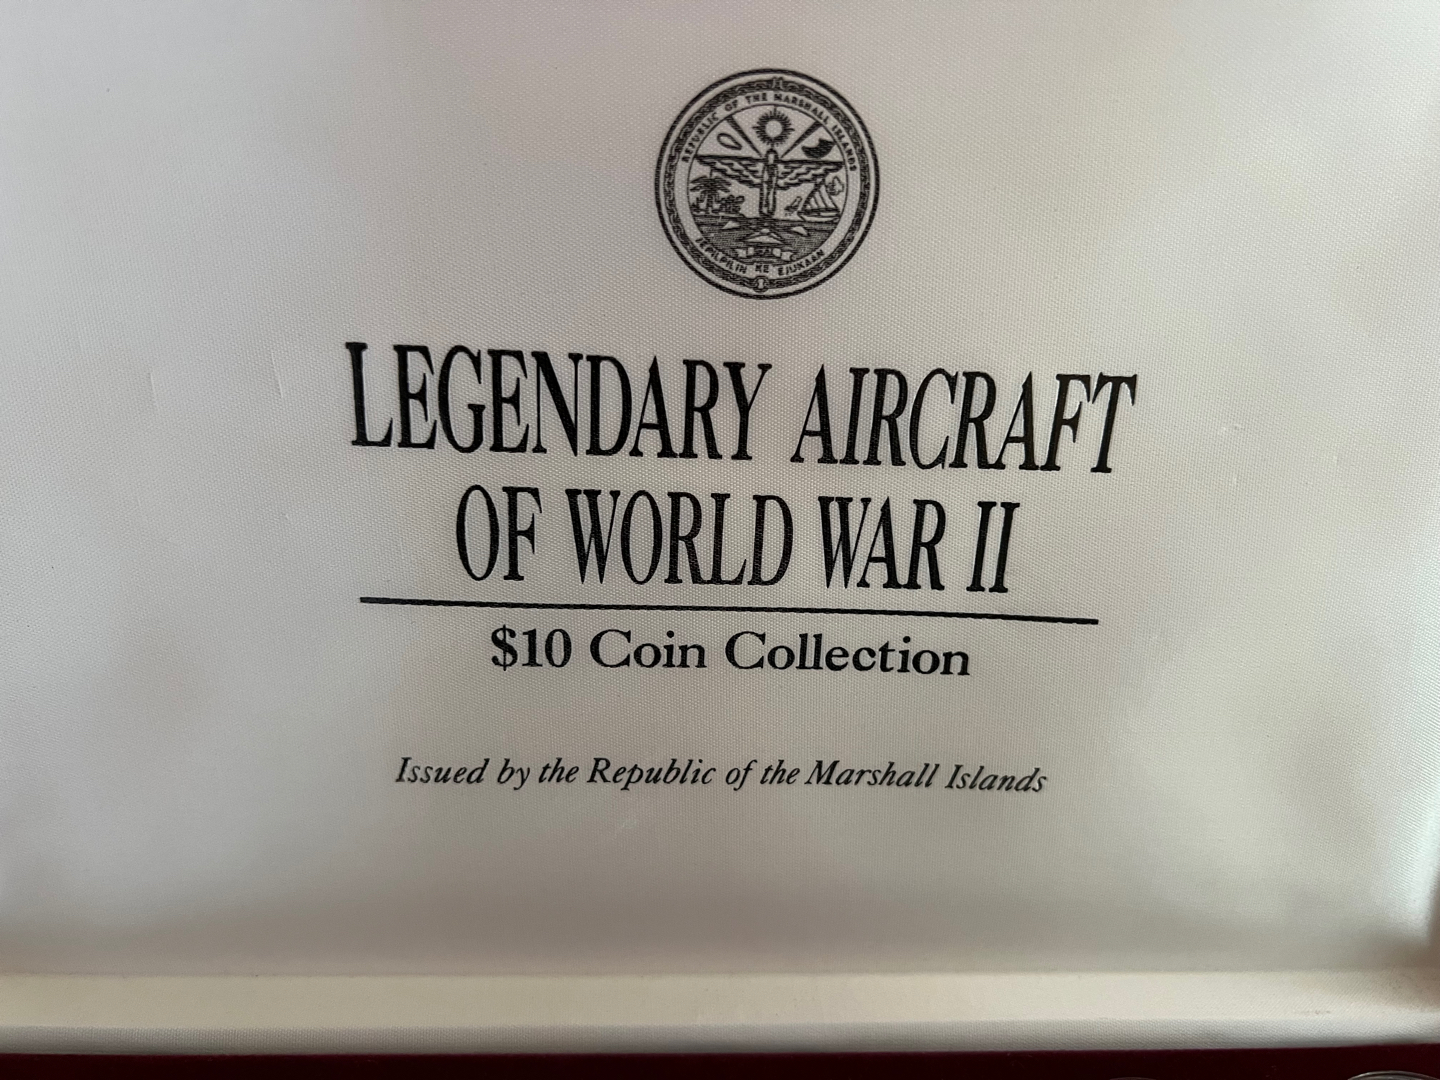 REPUBLIC OF THE MARSHALL ISLANDS
JEPILPILIN KE EJUKAAN
LEGENDARY AIRCRAFT
OF WORLD WAR II
$10 Coin Collection
Issued by the Republic of the Marshall Islands